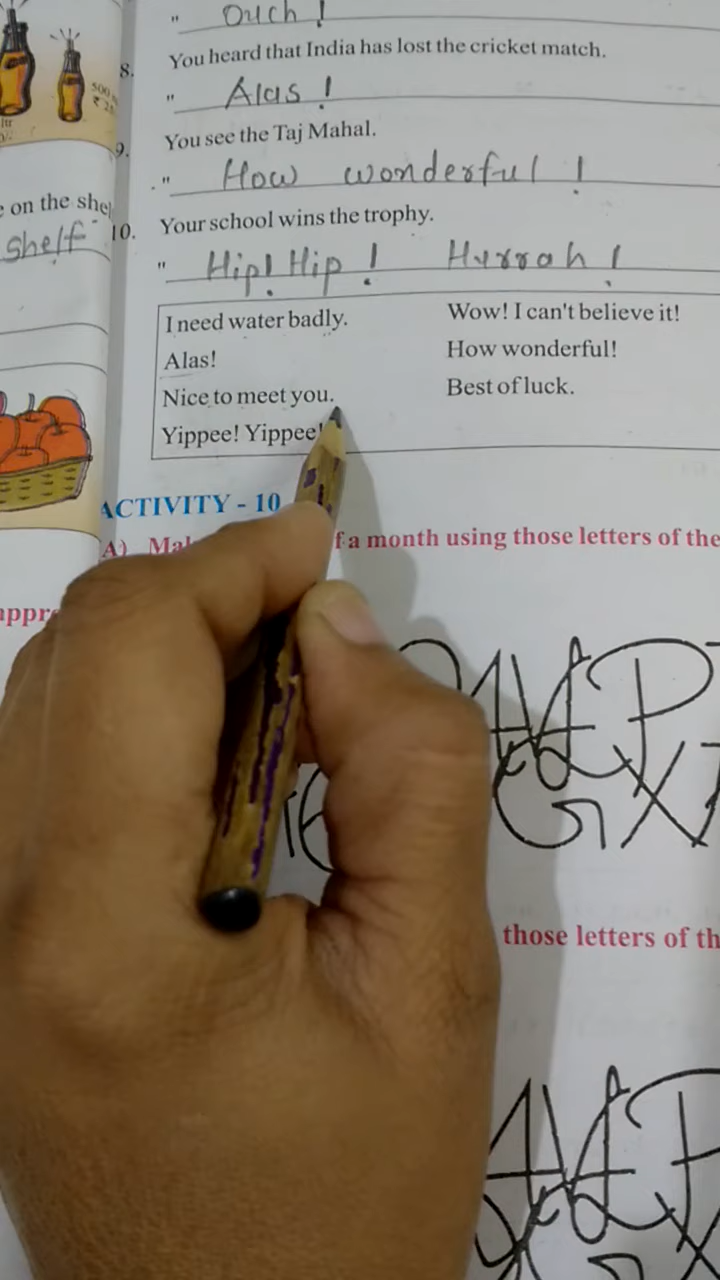 " Ouch !
8. You heard that India has lost the cricket match.
" Alas !
9. You see the Taj Mahal.
" How wonderful !
10. Your school wins the trophy.
" Hip! Hip ! Hurrah !
I need water badly. Wow! I can't believe it!
Alas! How wonderful!
Nice to meet you. Best of luck.
Yippee! Yippee!
e on the
shelf
ACTIVITY - 10
A) f a month using those letters of the
those letters of th